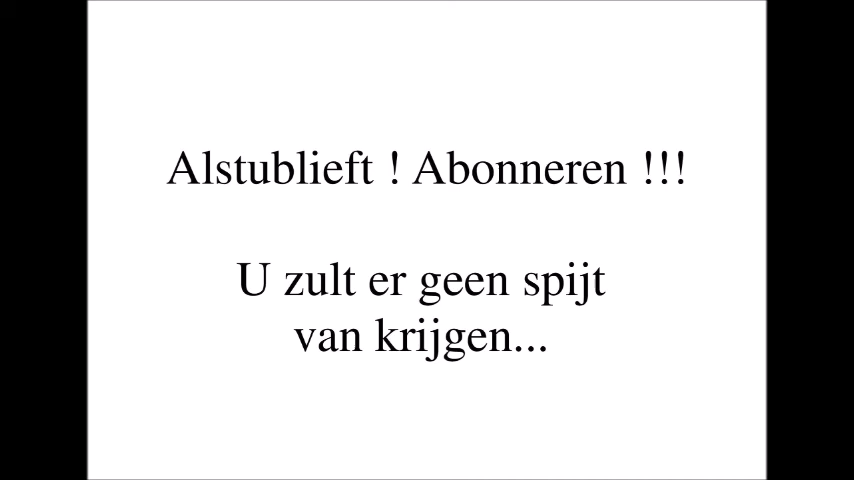 Alstublieft ! Abonneren !!!
U zult er geen spijt
van krijgen...